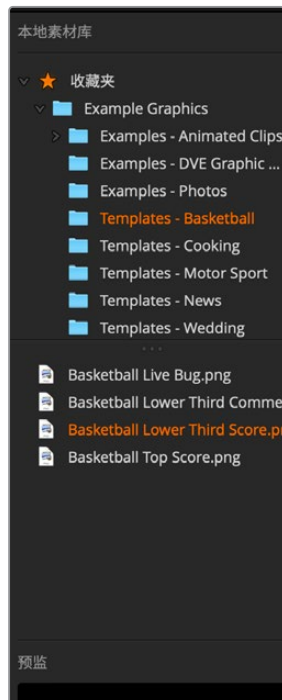 本地素材库
收藏夹
Example Graphics
Examples - Animated Clips
Examples - DVE Graphic ...
Examples - Photos
Templates - Basketball
Templates - Cooking
Templates - Motor Sport
Templates - News
Templates - Wedding
Basketball Live Bug.png
Basketball Lower Third Comme
Basketball Lower Third Score.p
Basketball Top Score.png
预监